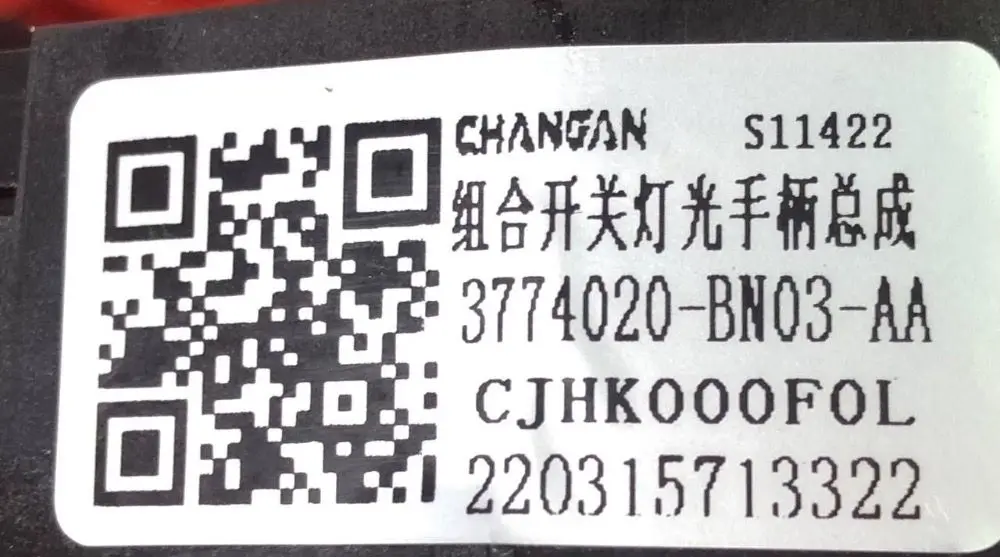 CHANGAN S11422
组合开关灯光手柄总成
3774020-BN03-AA
CJHK000F0L
220315713322